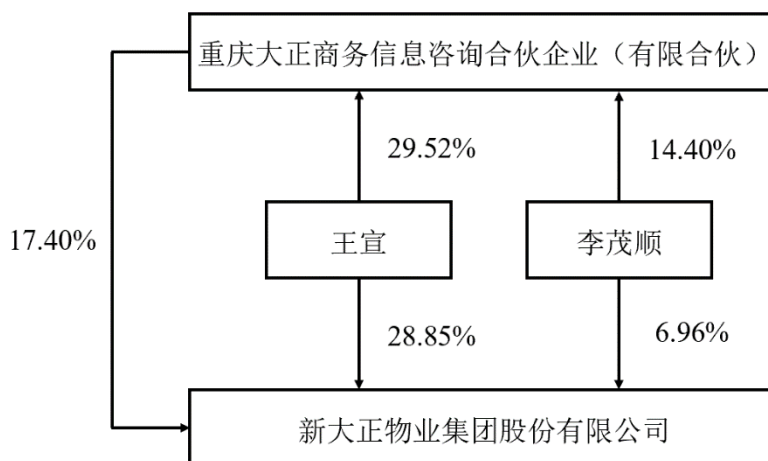 重庆大正商务信息咨询合伙企业（有限合伙）
29.52%
14.40%
17.40%
王宣
李茂顺
28.85%
6.96%
新大正物业集团股份有限公司